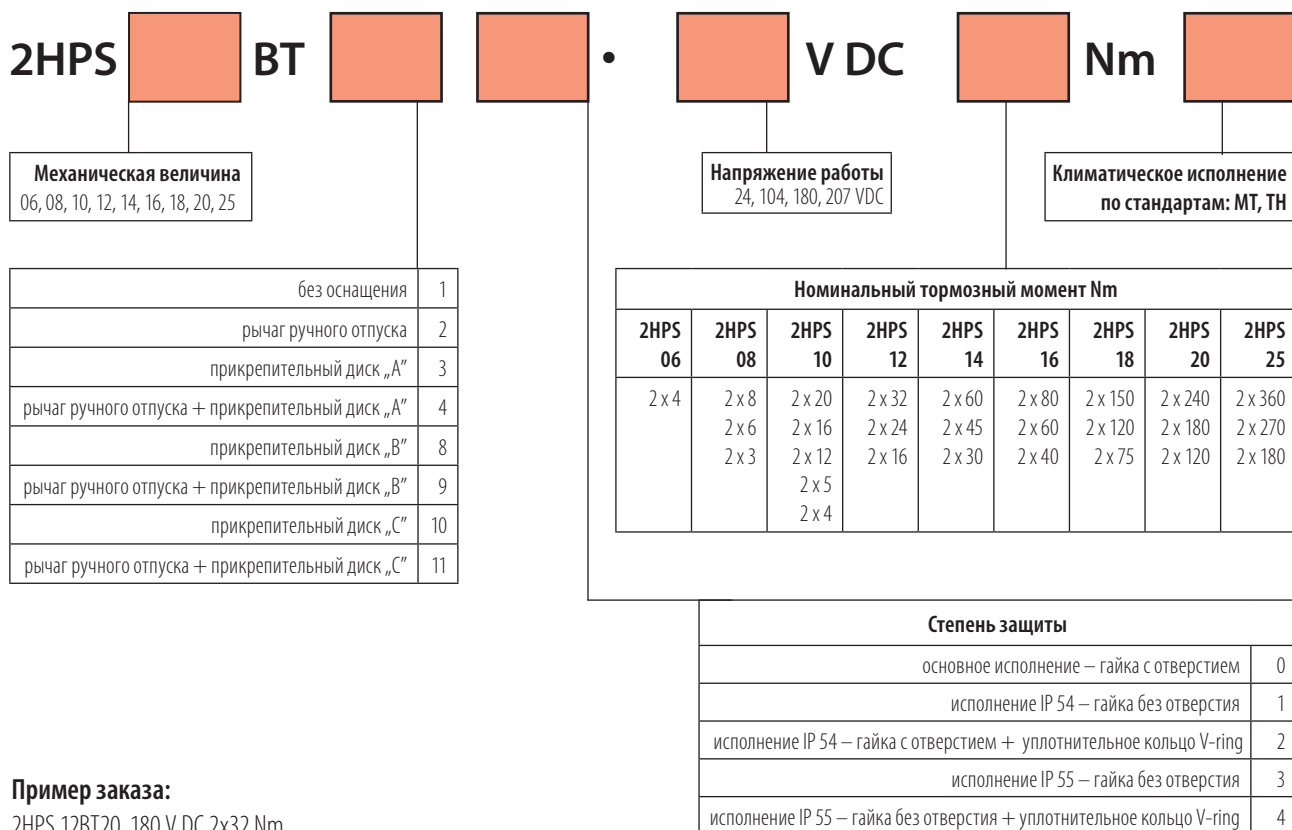 2HPS BT • V DC Nm
Механическая величина
06, 08, 10, 12, 14, 16, 18, 20, 25
Напряжение работы
24, 104, 180, 207 VDC
Климатическое исполнение
по стандартам: MT, TH
без оснащения 1
рычаг ручного отпуска 2
прикрепительный диск „A” 3
рычаг ручного отпуска + прикрепительный диск „A” 4
прикрепительный диск „B” 8
рычаг ручного отпуска + прикрепительный диск „B” 9
прикрепительный диск „C” 10
рычаг ручного отпуска + прикрепительный диск „C” 11
Номинальный тормозный момент Nm
2HPS 2HPS 2HPS 2HPS 2HPS 2HPS 2HPS 2HPS 2HPS
06 08 10 12 14 16 18 20 25
2 x 4 2 x 8 2 x 20 2 x 32 2 x 60 2 x 80 2 x 150 2 x 240 2 x 360
2 x 6 2 x 16 2 x 24 2 x 45 2 x 60 2 x 120 2 x 180 2 x 270
2 x 3 2 x 12 2 x 16 2 x 30 2 x 40 2 x 75 2 x 120 2 x 180
2 x 5
2 x 4
Степень защиты
основное исполнение – гайка с отверстием 0
исполнение IP 54 – гайка без отверстия 1
исполнение IP 54 – гайка с отверстием + уплотнительное кольцо V-ring 2
исполнение IP 55 – гайка без отверстия 3
исполнение IP 55 – гайка без отверстия + уплотнительное кольцо V-ring 4
Пример заказа:
2HPS 12BT20 180 V DC 2x32 Nm